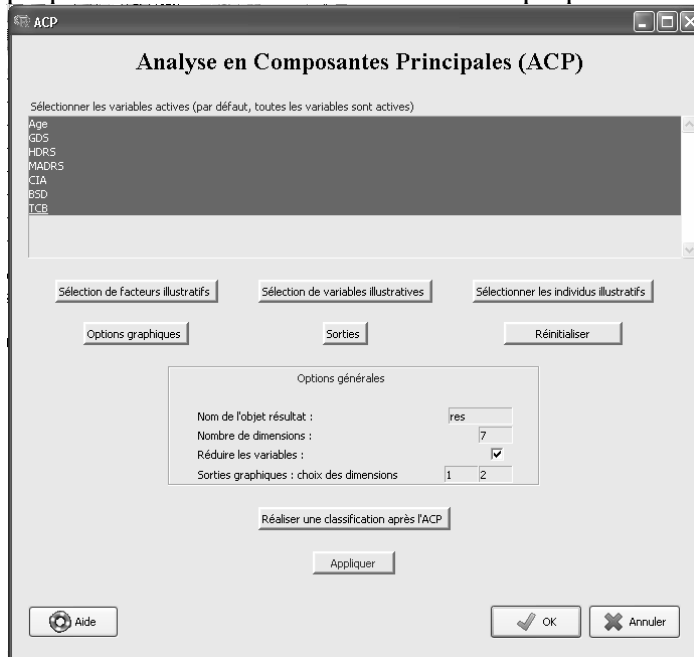 ACP
Analyse en Composantes Principales (ACP)
Sélectionner les variables actives (par défaut, toutes les variables sont actives)
Age
GDS
HDRS
MADRS
CIA
BSD
TCB
Sélection de facteurs illustratifs Sélection de variables illustratives Sélectionner les individus illustratifs
Options graphiques Sorties Réinitialiser
Options générales
Nom de l'objet résultat : res
Nombre de dimensions : 7
Réduire les variables :
Sorties graphiques : choix des dimensions 1 2
Réaliser une classification après l'ACP
Appliquer
Aide OK Annuler